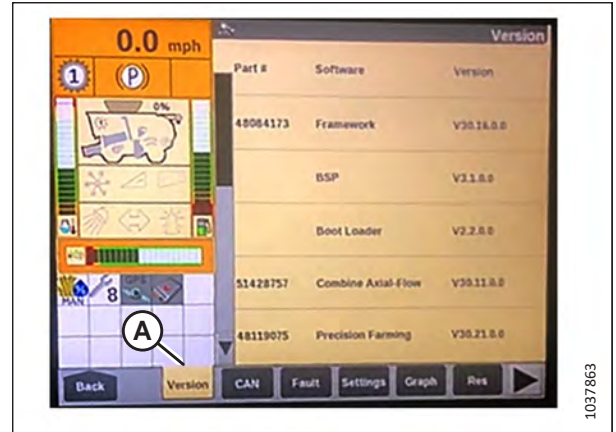 0.0 mph
Version
1 P
0%
Part # Software Version
48084173 Framework V30.16.0.0
BSP V3.1.0.0
Boot Loader V2.2.0.0
51428757 Combine Axial-Flow V30.11.0.0
48119075 Precision Farming V30.21.0.0
MAN 8 GPS
A
Back Version CAN Fault Settings Graph Res
1037863